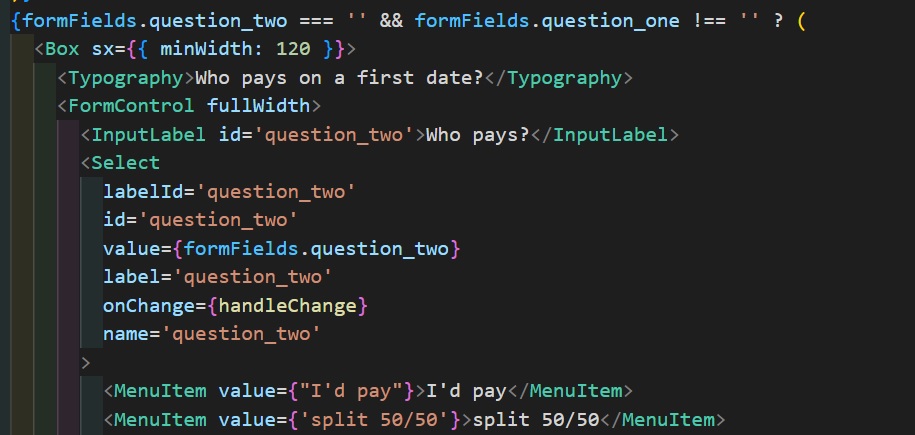 {formFields.question_two === '' && formFields.question_one !== '' ? (
<Box sx={{ minWidth: 120 }}>
<Typography>Who pays on a first date?</Typography>
<FormControl fullWidth>
<InputLabel id='question_two'>Who pays?</InputLabel>
<Select
labelId='question_two'
id='question_two'
value={formFields.question_two}
label='question_two'
onChange={handleChange}
name='question_two'
>
<MenuItem value={"I'd pay"}>I'd pay</MenuItem>
<MenuItem value={'split 50/50'}>split 50/50</MenuItem>